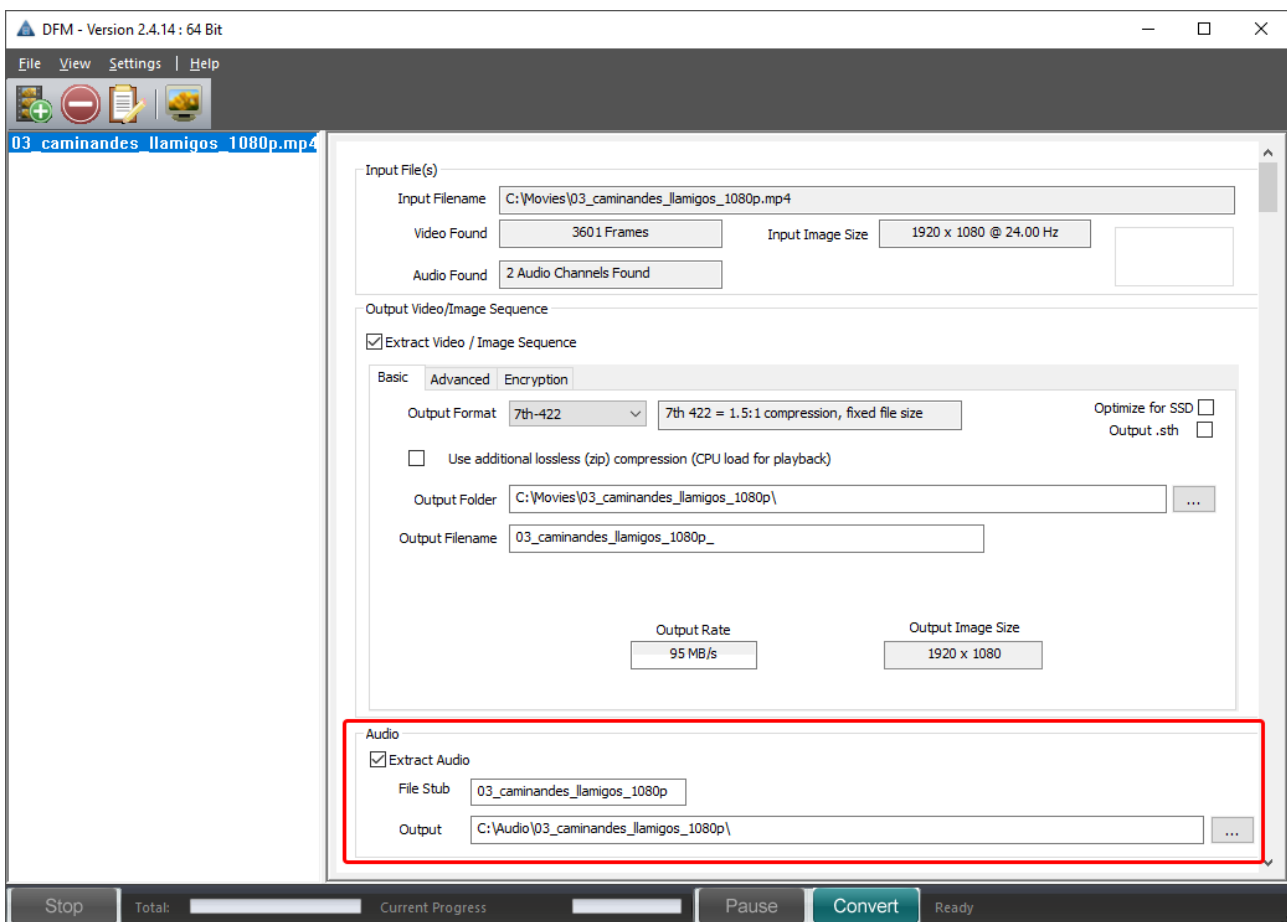 DFM - Version 2.4.14 : 64 Bit
File View Settings | Help
03_caminandes_llamigos_1080p.mp4
Input File(s)
Input Filename C:\Movies\03_caminandes_llamigos_1080p.mp4
Video Found 3601 Frames Input Image Size 1920 x 1080 @ 24.00 Hz
Audio Found 2 Audio Channels Found
Output Video/Image Sequence
Extract Video / Image Sequence
Basic Advanced Encryption
Output Format 7th-422 7th 422 = 1.5:1 compression, fixed file size Optimize for SSD
Output .sth
Use additional lossless (zip) compression (CPU load for playback)
Output Folder C:\Movies\03_caminandes_llamigos_1080p\ ...
Output Filename 03_caminandes_llamigos_1080p_
Output Rate Output Image Size
95 MB/s 1920 x 1080
Audio
Extract Audio
File Stub 03_caminandes_llamigos_1080p
Output C:\Audio\03_caminandes_llamigos_1080p\ ...
Stop Total: Current Progress Pause Convert Ready